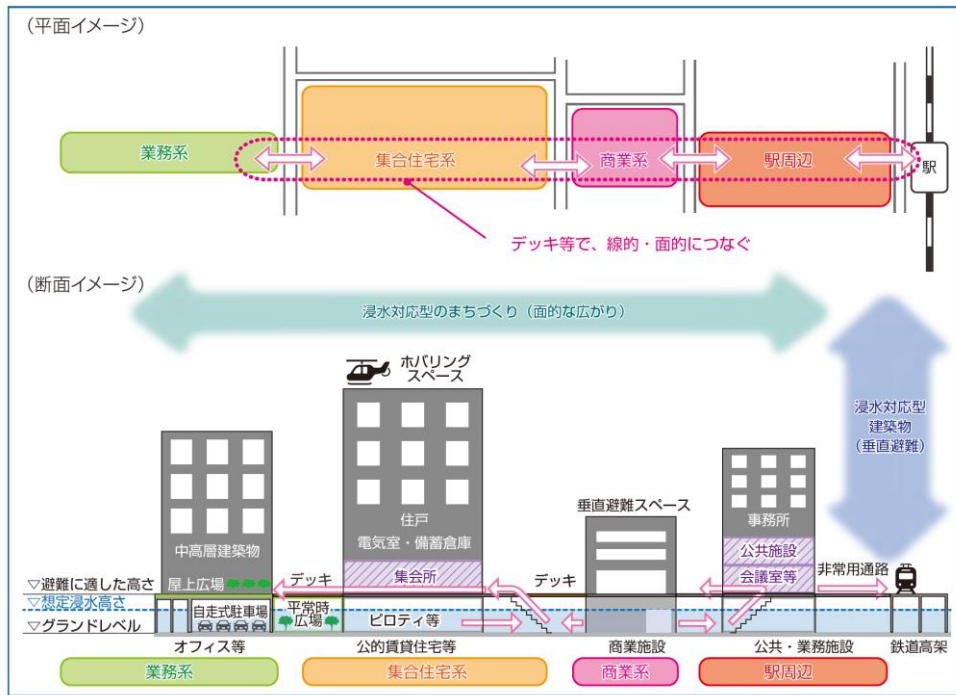 （平面イメージ）
業務系
集合住宅系
商業系
駅周辺
駅
デッキ等で、線的・面的につなぐ
（断面イメージ）
浸水対応型のまちづくり（面的な広がり）
ホバリング
スペース
浸水対応型
建築物
（垂直避難）
中高層建築物
住戸
電気室・備蓄倉庫
垂直避難スペース
事務所
公共施設
会議室等
非常用通路
集会所
デッキ
デッキ
屋上広場
▽避難に適した高さ
▽想定浸水高さ
▽グランドレベル
自走式駐車場
平常時
広場
ピロティ等
オフィス等
公的賃貸住宅等
商業施設
公共・業務施設
鉄道高架
業務系
集合住宅系
商業系
駅周辺